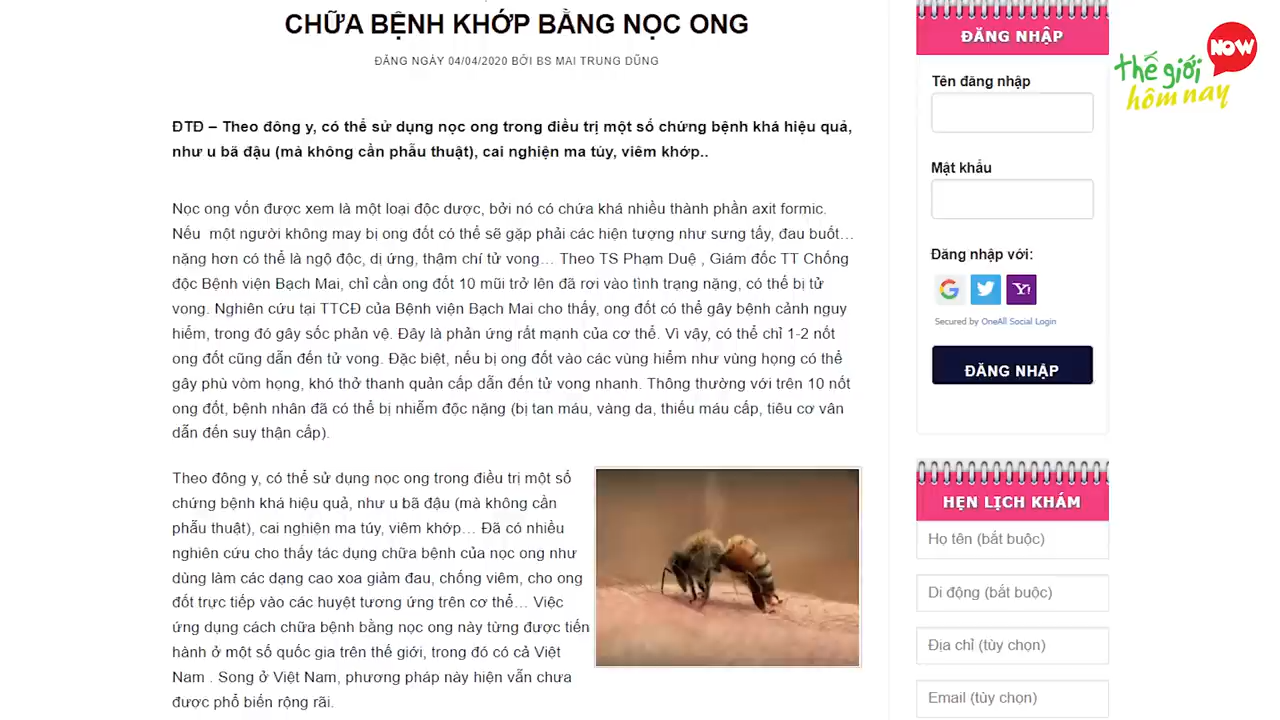 CHỮA BỆNH KHỚP BẰNG NỌC ONG
ĐĂNG NGÀY 04/04/2020 BỞI BS MAI TRUNG DŨNG
ĐTĐ – Theo đông y, có thể sử dụng nọc ong trong điều trị một số chứng bệnh khá hiệu quả,
như u bã đậu (mà không cần phẫu thuật), cai nghiện ma túy, viêm khớp..
Nọc ong vốn được xem là một loại độc dược, bởi nó có chứa khá nhiều thành phần axit formic.
Nếu một người không may bị ong đốt có thể sẽ gặp phải các hiện tượng như sưng tấy, đau buốt…
nặng hơn có thể là ngộ độc, dị ứng, thậm chí tử vong… Theo TS Phạm Duệ , Giám đốc TT Chống
độc Bệnh viện Bạch Mai, chỉ cần ong đốt 10 mũi trở lên đã rơi vào tình trạng nặng, có thể bị tử
vong. Nghiên cứu tại TTCĐ của Bệnh viện Bạch Mai cho thấy, ong đốt có thể gây bệnh cảnh nguy
hiểm, trong đó gây sốc phản vệ. Đây là phản ứng rất mạnh của cơ thể. Vì vậy, có thể chỉ 1-2 nốt
ong đốt cũng dẫn đến tử vong. Đặc biệt, nếu bị ong đốt vào các vùng hiểm như vùng họng có thể
gây phù vòm họng, khó thở thanh quản cấp dẫn đến tử vong nhanh. Thông thường với trên 10 nốt
ong đốt, bệnh nhân đã có thể bị nhiễm độc nặng (bị tan máu, vàng da, thiếu máu cấp, tiêu cơ vân
dẫn đến suy thận cấp).
Theo đông y, có thể sử dụng nọc ong trong điều trị một số
chứng bệnh khá hiệu quả, như u bã đậu (mà không cần
phẫu thuật), cai nghiện ma túy, viêm khớp… Đã có nhiều
nghiên cứu cho thấy tác dụng chữa bệnh của nọc ong như
dùng làm các dạng cao xoa giảm đau, chống viêm, cho ong
đốt trực tiếp vào các huyệt tương ứng trên cơ thể… Việc
ứng dụng cách chữa bệnh bằng nọc ong này từng được tiến
hành ở một số quốc gia trên thế giới, trong đó có cả Việt
Nam . Song ở Việt Nam, phương pháp này hiện vẫn chưa
được phổ biến rộng rãi.
ĐĂNG NHẬP
Tên đăng nhập
Mật khẩu
Đăng nhập với:
Secured by OneAll Social Login
ĐĂNG NHẬP
HẸN LỊCH KHÁM
Họ tên (bắt buộc)
Di động (bắt buộc)
Địa chỉ (tùy chọn)
Email (tùy chọn)
thế giới
NOW
hôm nay